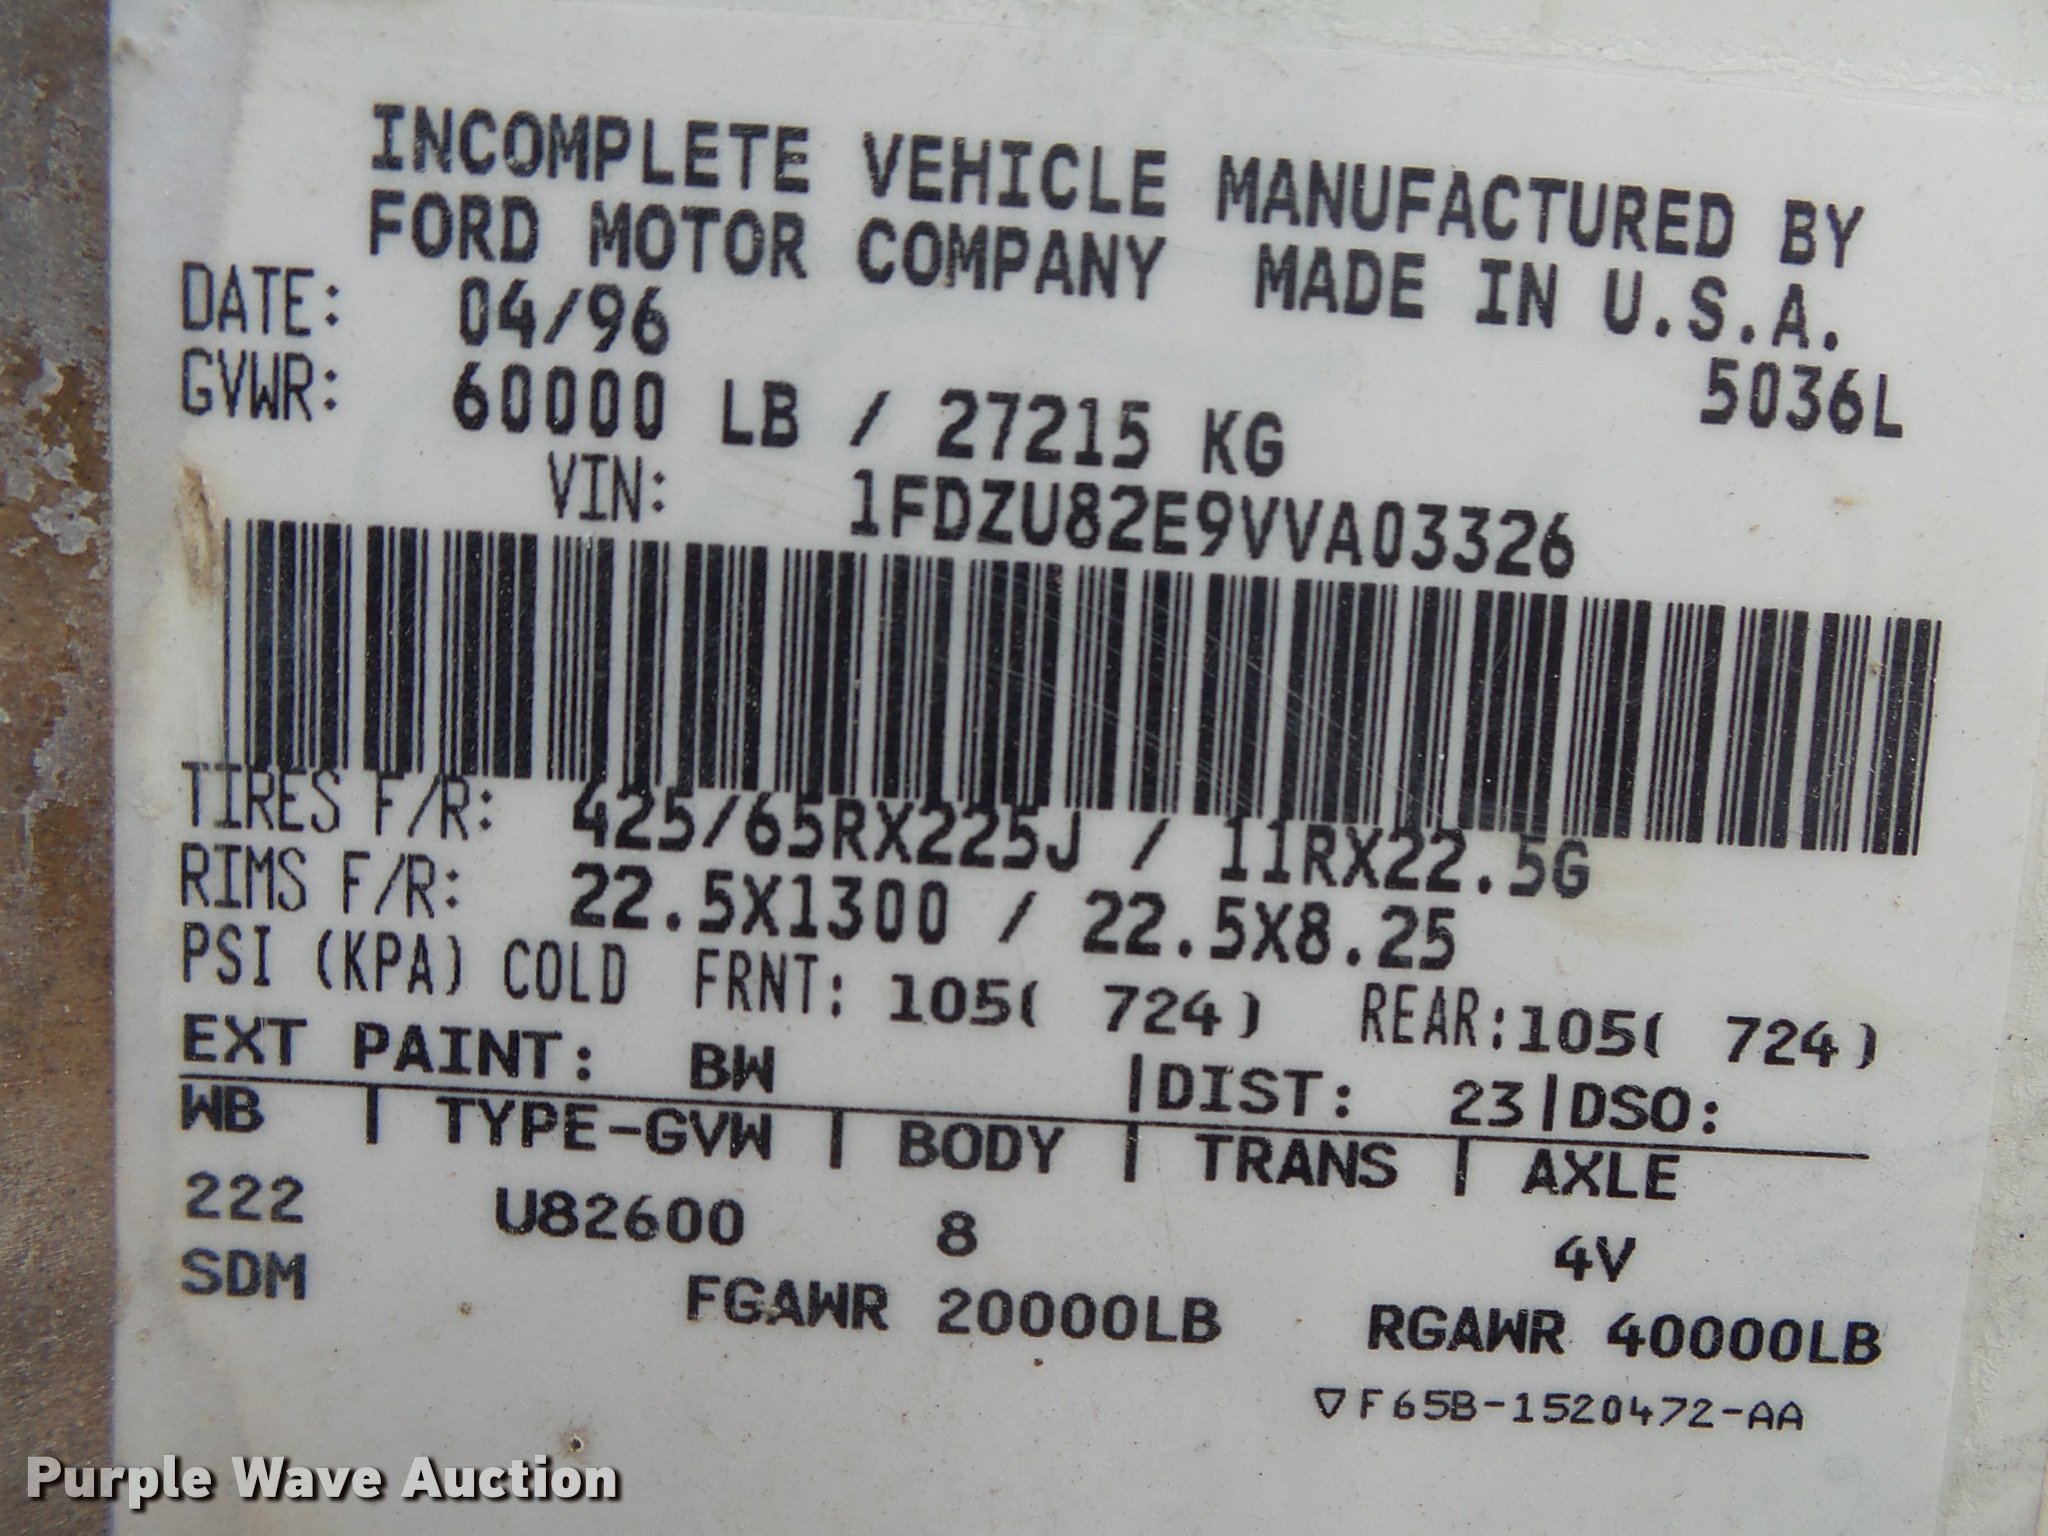 INCOMPLETE VEHICLE MANUFACTURED BY
FORD MOTOR COMPANY MADE IN U.S.A.
DATE: 04/96 5036L
GVWR: 60000 LB / 27215 KG
VIN: 1FDZU82E9VVA03326
TIRES F/R: 425/65RX225J / 11RX22.5G
RIMS F/R: 22.5X1300 / 22.5X8.25
PSI (KPA) COLD FRNT: 105( 724) REAR:105( 724)
EXT PAINT: BW |DIST: 23|DSO:
WB | TYPE-GVW | BODY | TRANS | AXLE
222 U82600 8 4V
SDM FGAWR 20000LB RGAWR 40000LB
▽F65B-1520472-AA
Purple Wave Auction